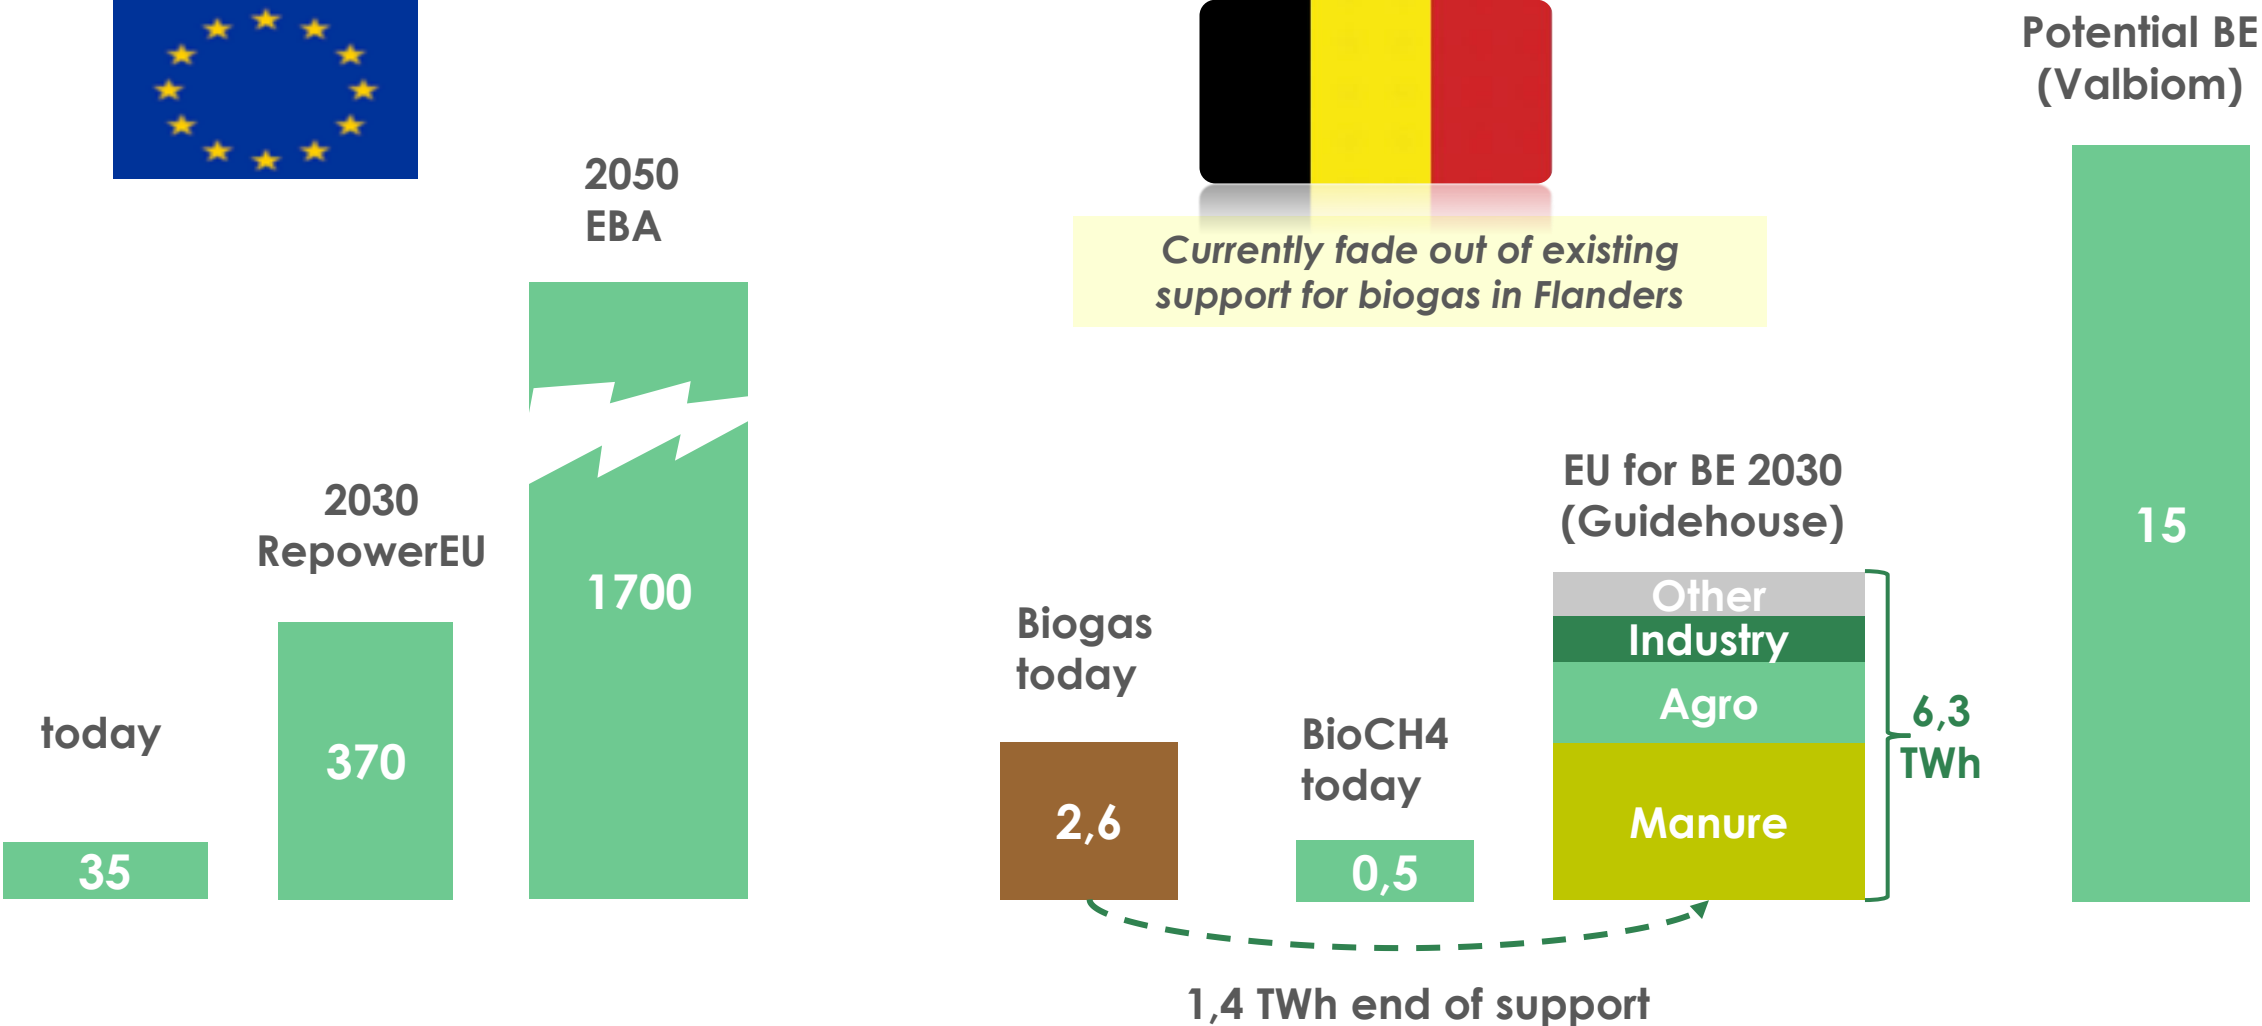 today
35
2030
RepowerEU
370
2050
EBA
1700
Currently fade out of existing
support for biogas in Flanders
Biogas
today
2,6
BioCH4
today
0,5
EU for BE 2030
(Guidehouse)
Other
Industry
Agro
Manure
6,3
TWh
1,4 TWh end of support
Potential BE
(Valbiom)
15